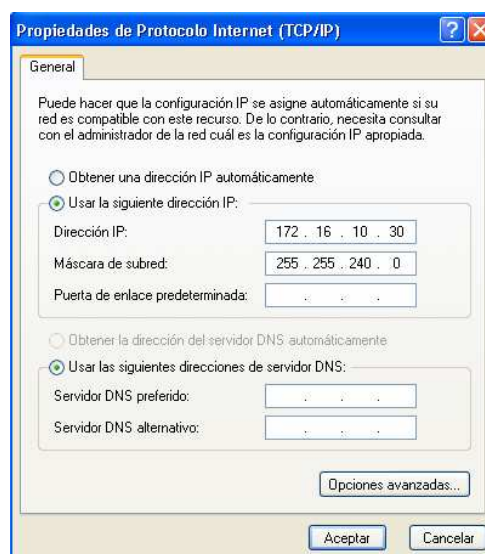 Propiedades de Protocolo Internet (TCP/IP)
General
Puede hacer que la configuración IP se asigne automáticamente si su
red es compatible con este recurso. De lo contrario, necesita consultar
con el administrador de la red cuál es la configuración IP apropiada.
Obtener una dirección IP automáticamente
Usar la siguiente dirección IP:
Dirección IP: 172 . 16 . 10 . 30
Máscara de subred: 255 . 255 . 240 . 0
Puerta de enlace predeterminada: . . .
Obtener la dirección del servidor DNS automáticamente
Usar las siguientes direcciones de servidor DNS:
Servidor DNS preferido: . . .
Servidor DNS alternativo: . . .
Opciones avanzadas...
Aceptar Cancelar